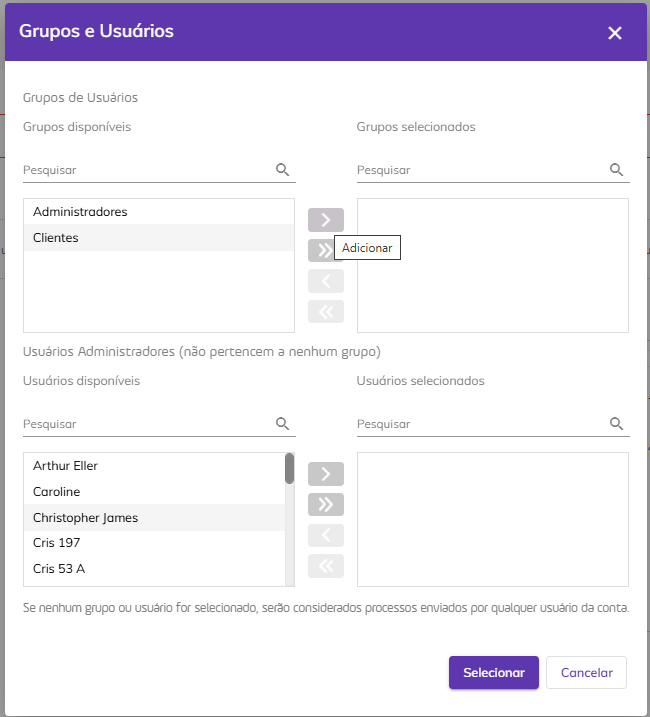 Grupos e Usuários
Grupos de Usuários
Grupos disponíveis
Grupos selecionados
Pesquisar
Pesquisar
Administradores
Clientes
Adicionar
Usuários Administradores (não pertencem a nenhum grupo)
Usuários disponíveis
Usuários selecionados
Pesquisar
Pesquisar
Arthur Eller
Caroline
Christopher James
Cris 197
Cris 53 A
Se nenhum grupo ou usuário for selecionado, serão considerados processos enviados por qualquer usuário da conta.
Selecionar
Cancelar